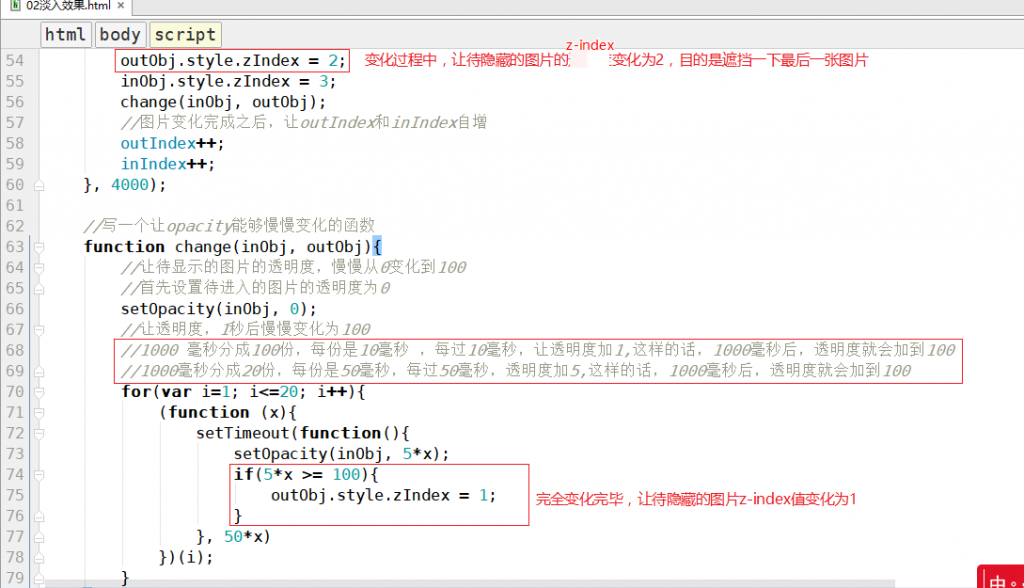 02淡入效果.html ×
html body script
z-index
54 outObj.style.zIndex = 2; 变化过程中，让待隐藏的图片的 变化为2，目的是遮挡一下最后一张图片
55 inObj.style.zIndex = 3;
56 change(inObj, outObj);
57 //图片变化完成之后，让outIndex和inIndex自增
58 outIndex++;
59 inIndex++;
60 }, 4000);
61
62 //写一个让opacity能够慢慢变化的函数
63 function change(inObj, outObj){
64 //让待显示的图片的透明度，慢慢从0变化到100
65 //首先设置待进入的图片的透明度为0
66 setOpacity(inObj, 0);
67 //让透明度，1秒后慢慢变化为100
68 //1000 毫秒分成100份，每份是10毫秒 ，每过10毫秒，让透明度加1,这样的话，1000毫秒后，透明度就会加到100
69 //1000毫秒分成20份，每份是50毫秒，每过50毫秒，透明度加5,这样的话，1000毫秒后，透明度就会加到100
70 for(var i=1; i<=20; i++){
71 (function (x){
72 setTimeout(function(){
73 setOpacity(inObj, 5*x);
74 if(5*x >= 100){
75 outObj.style.zIndex = 1; 完全变化完毕，让待隐藏的图片z-index值变化为1
76 }
77 }, 50*x)
78 })(i);
79 }
中